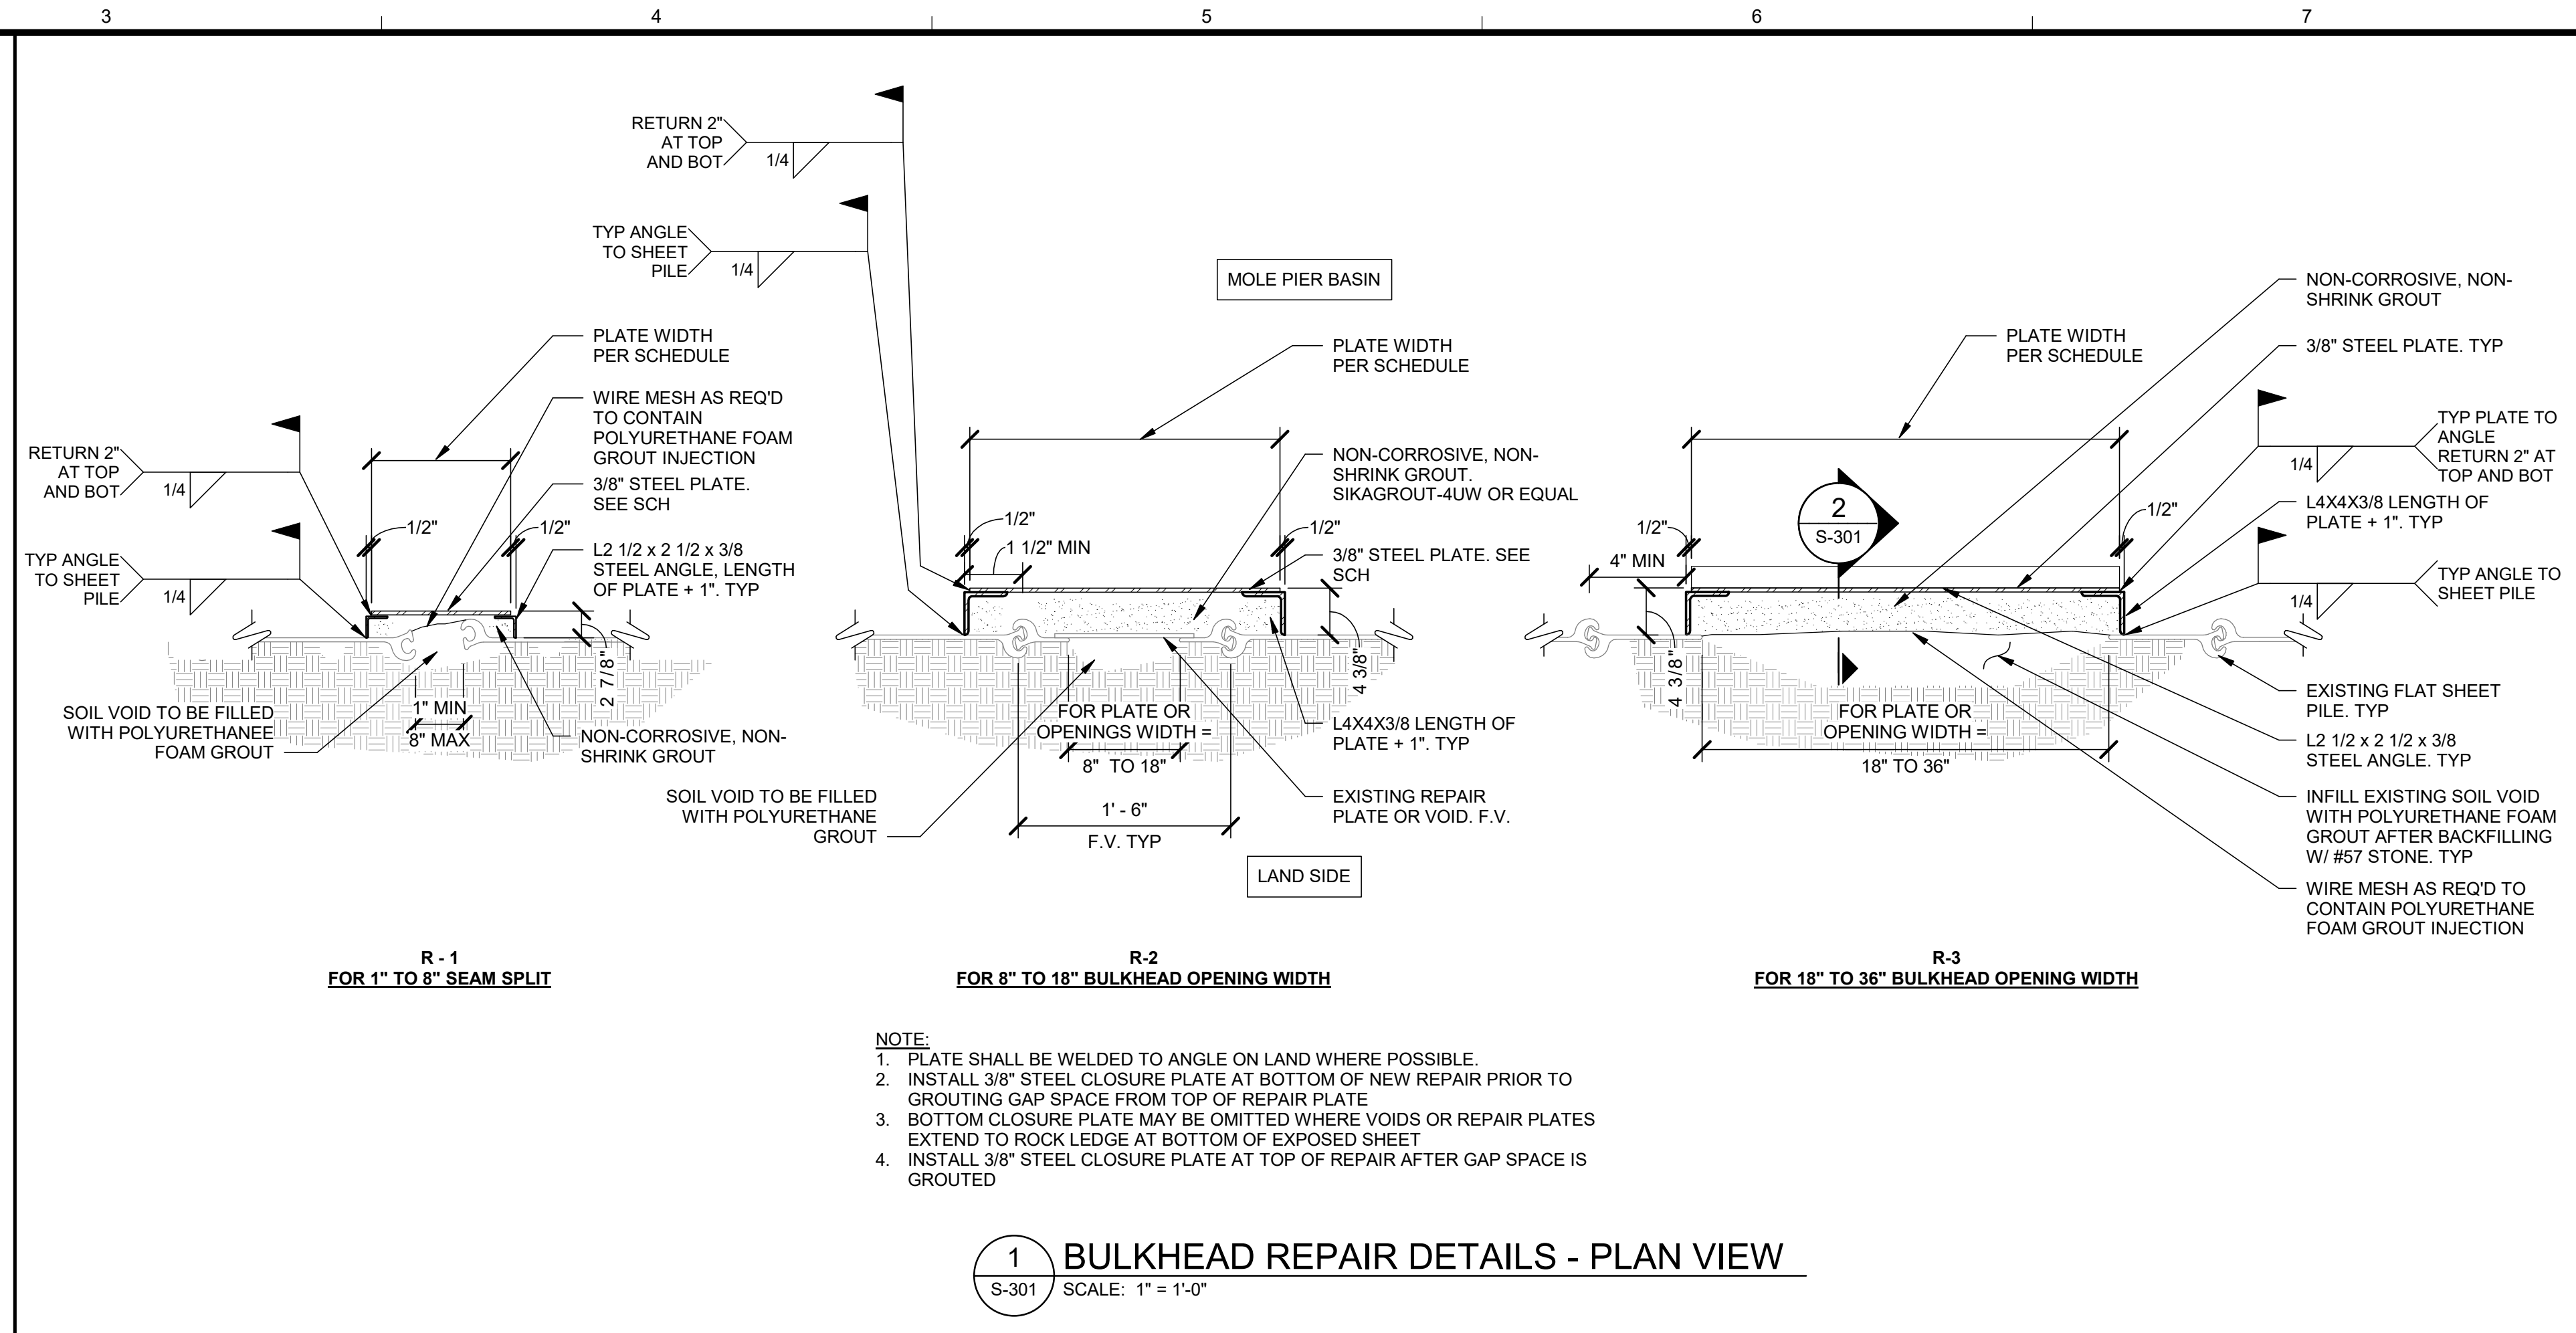 3
4
5
6
7
RETURN 2"
AT TOP
AND BOT
1/4
TYP ANGLE
TO SHEET
PILE
1/4
PLATE WIDTH
PER SCHEDULE
WIRE MESH AS REQ'D
TO CONTAIN
POLYURETHANE FOAM
GROUT INJECTION
3/8" STEEL PLATE.
SEE SCH
L2 1/2 x 2 1/2 x 3/8
STEEL ANGLE, LENGTH
OF PLATE + 1". TYP
1/2"
1/2"
2 7/8"
1" MIN
8" MAX
SOIL VOID TO BE FILLED
WITH POLYURETHANEE
FOAM GROUT
NON-CORROSIVE, NON-
SHRINK GROUT
R - 1
FOR 1" TO 8" SEAM SPLIT
RETURN 2"
AT TOP
AND BOT
1/4
TYP ANGLE
TO SHEET
PILE
1/4
MOLE PIER BASIN
PLATE WIDTH
PER SCHEDULE
NON-CORROSIVE, NON-
SHRINK GROUT.
SIKAGROUT-4UW OR EQUAL
1/2"
1 1/2" MIN
1/2"
3/8" STEEL PLATE. SEE
SCH
4 3/8"
FOR PLATE OR
OPENINGS WIDTH =
8"  TO 18"
L4X4X3/8 LENGTH OF
PLATE + 1". TYP
SOIL VOID TO BE FILLED
WITH POLYURETHANE
GROUT
1' - 6"
F.V. TYP
EXISTING REPAIR
PLATE OR VOID. F.V.
LAND SIDE
R-2
FOR 8" TO 18" BULKHEAD OPENING WIDTH
NON-CORROSIVE, NON-
SHRINK GROUT
PLATE WIDTH
PER SCHEDULE
3/8" STEEL PLATE. TYP
TYP PLATE TO
ANGLE
RETURN 2" AT
TOP AND BOT
1/4
L4X4X3/8 LENGTH OF
PLATE + 1". TYP
2
S-301
1/2"
1/2"
4" MIN
TYP ANGLE TO
SHEET PILE
1/4
4 3/8"
FOR PLATE OR
OPENING WIDTH =
18" TO 36"
EXISTING FLAT SHEET
PILE. TYP
L2 1/2 x 2 1/2 x 3/8
STEEL ANGLE. TYP
INFILL EXISTING SOIL VOID
WITH POLYURETHANE FOAM
GROUT AFTER BACKFILLING
W/ #57 STONE. TYP
WIRE MESH AS REQ'D TO
CONTAIN POLYURETHANE
FOAM GROUT INJECTION
R-3
FOR 18" TO 36" BULKHEAD OPENING WIDTH
NOTE:
1. PLATE SHALL BE WELDED TO ANGLE ON LAND WHERE POSSIBLE.
2. INSTALL 3/8" STEEL CLOSURE PLATE AT BOTTOM OF NEW REPAIR PRIOR TO
GROUTING GAP SPACE FROM TOP OF REPAIR PLATE
3. BOTTOM CLOSURE PLATE MAY BE OMITTED WHERE VOIDS OR REPAIR PLATES
EXTEND TO ROCK LEDGE AT BOTTOM OF EXPOSED SHEET
4. INSTALL 3/8" STEEL CLOSURE PLATE AT TOP OF REPAIR AFTER GAP SPACE IS
GROUTED
1
S-301
BULKHEAD REPAIR DETAILS - PLAN VIEW
SCALE: 1" = 1'-0"